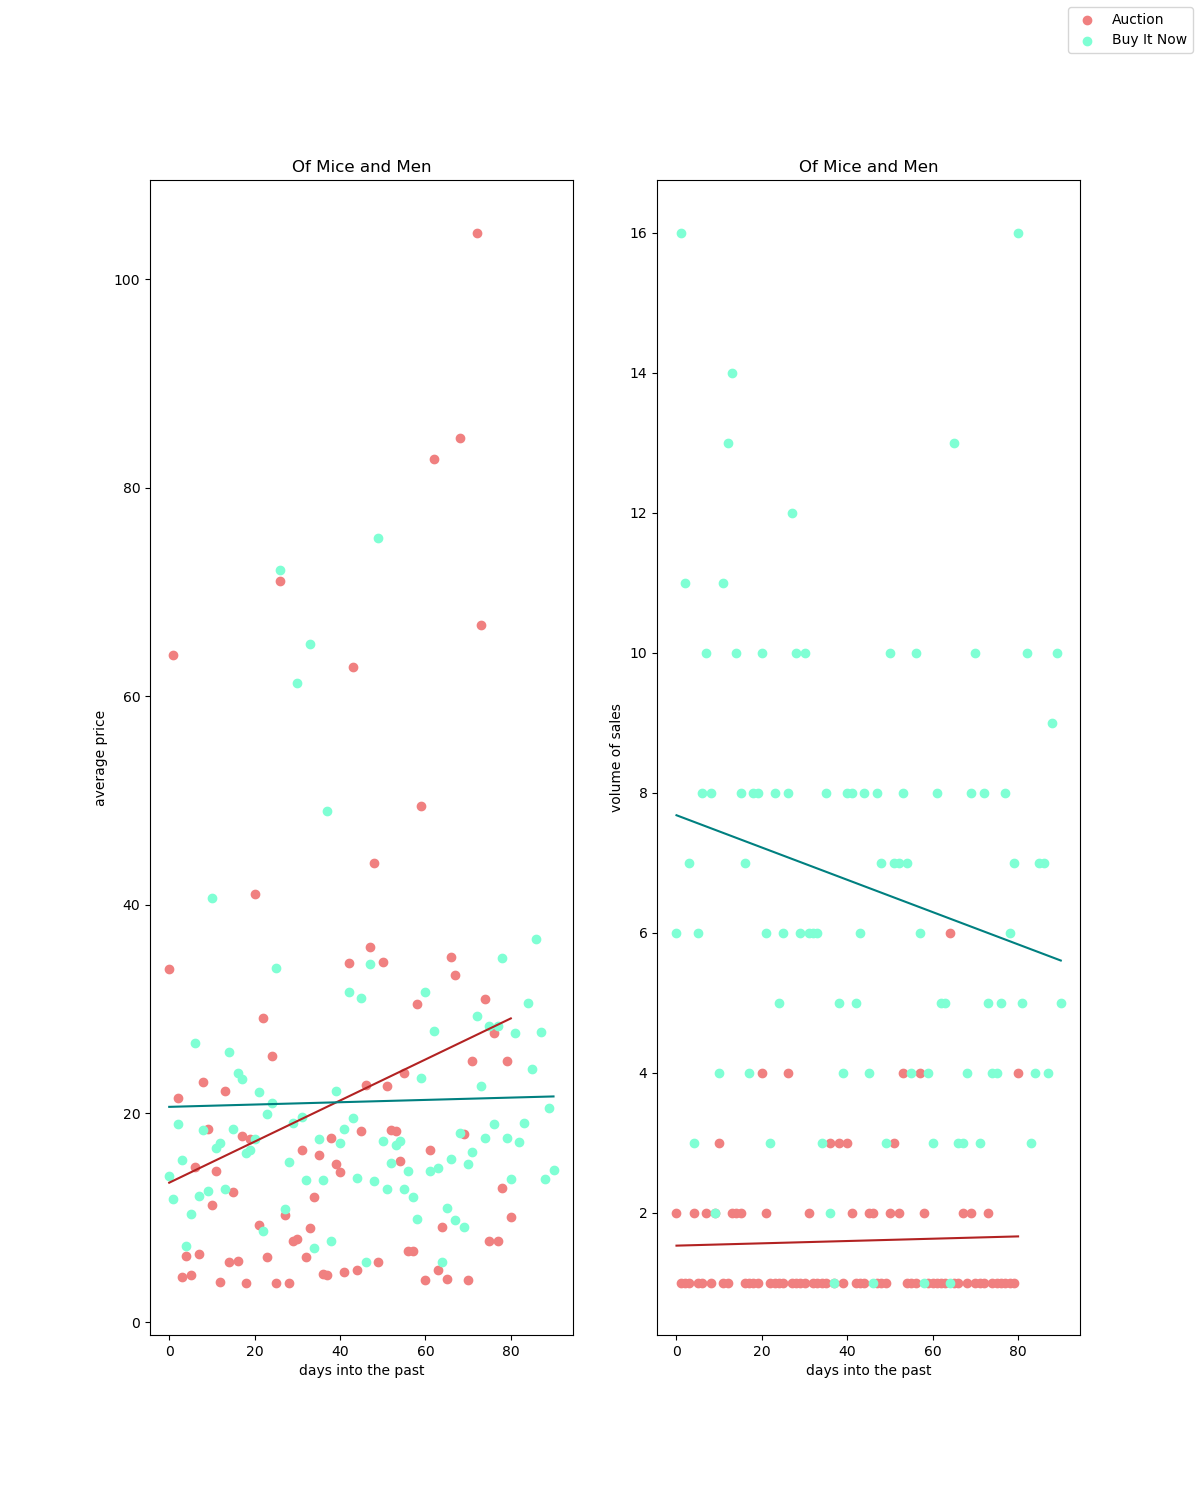 Auction
Buy It Now
Of Mice and Men
100
80
60
40
20
0
average price
0 20 40 60 80
days into the past
Of Mice and Men
16
14
12
10
8
6
4
2
volume of sales
0 20 40 60 80
days into the past